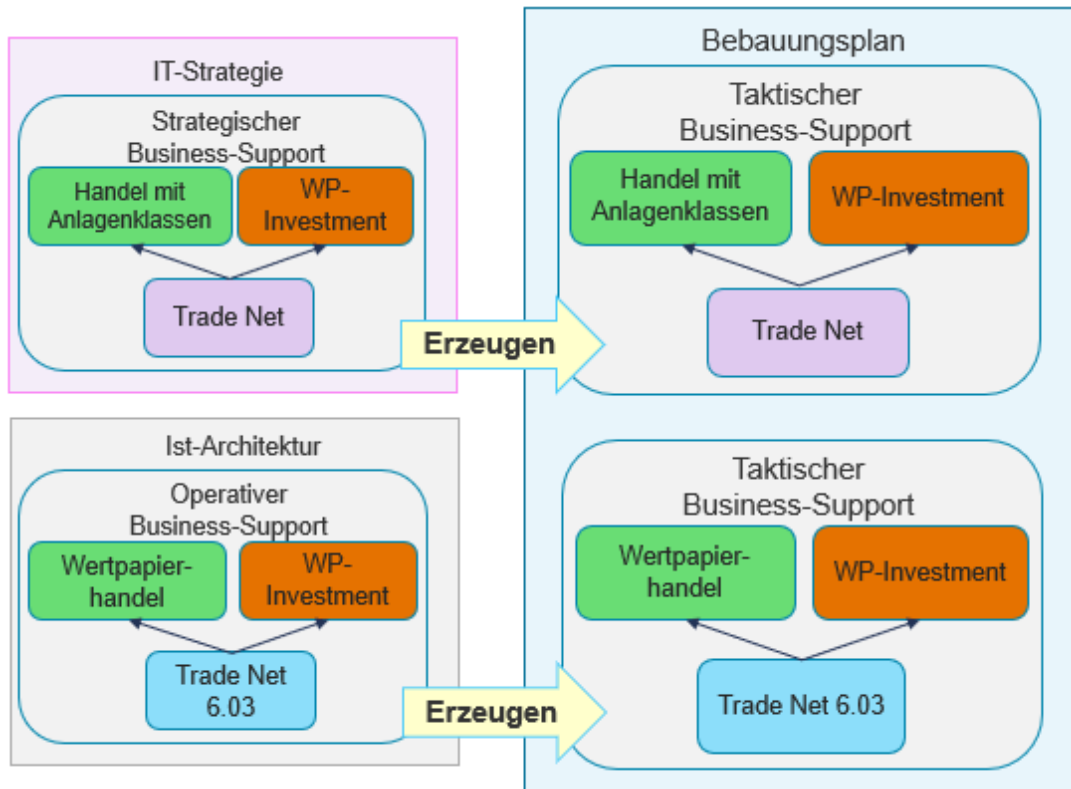 IT-Strategie
Strategischer
Business-Support
Handel mit
Anlagenklassen
WP-
Investment
Trade Net
Erzeugen
Ist-Architektur
Operativer
Business-Support
Wertpapier-
handel
WP-
Investment
Trade Net
6.03
Erzeugen
Bebauungsplan
Taktischer
Business-Support
Handel mit
Anlagenklassen
WP-Investment
Trade Net
Taktischer
Business-Support
Wertpapier-
handel
WP-Investment
Trade Net 6.03